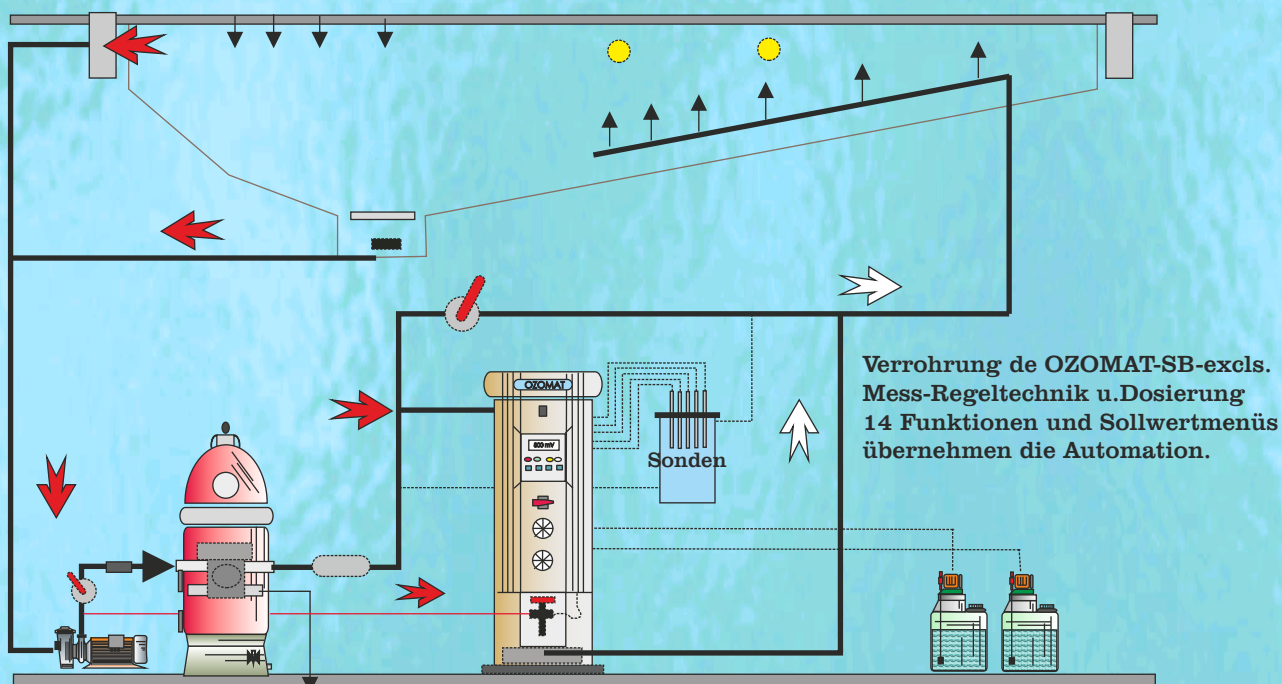 OZOMAT
800 mV
Sonden
Verrohrung de OZOMAT-SB-excls.
Mess-Regeltechnik u.Dosierung
14 Funktionen und Sollwertmenüs
übernehmen die Automation.